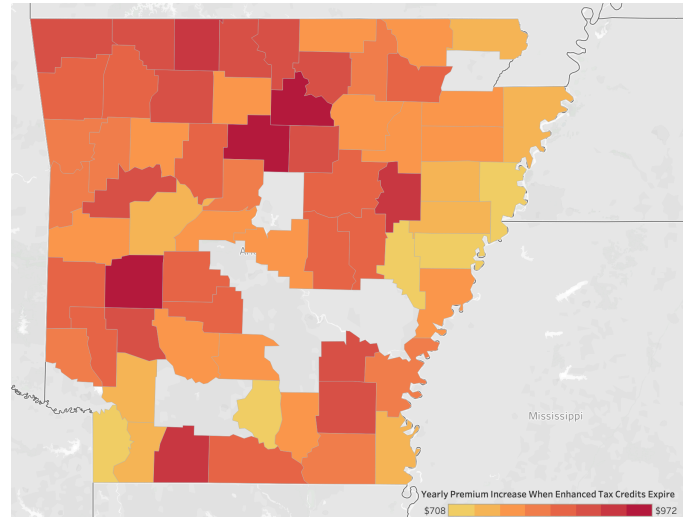 Mississippi
Yearly Premium Increase When Enhanced Tax Credits Expire
$708 $972